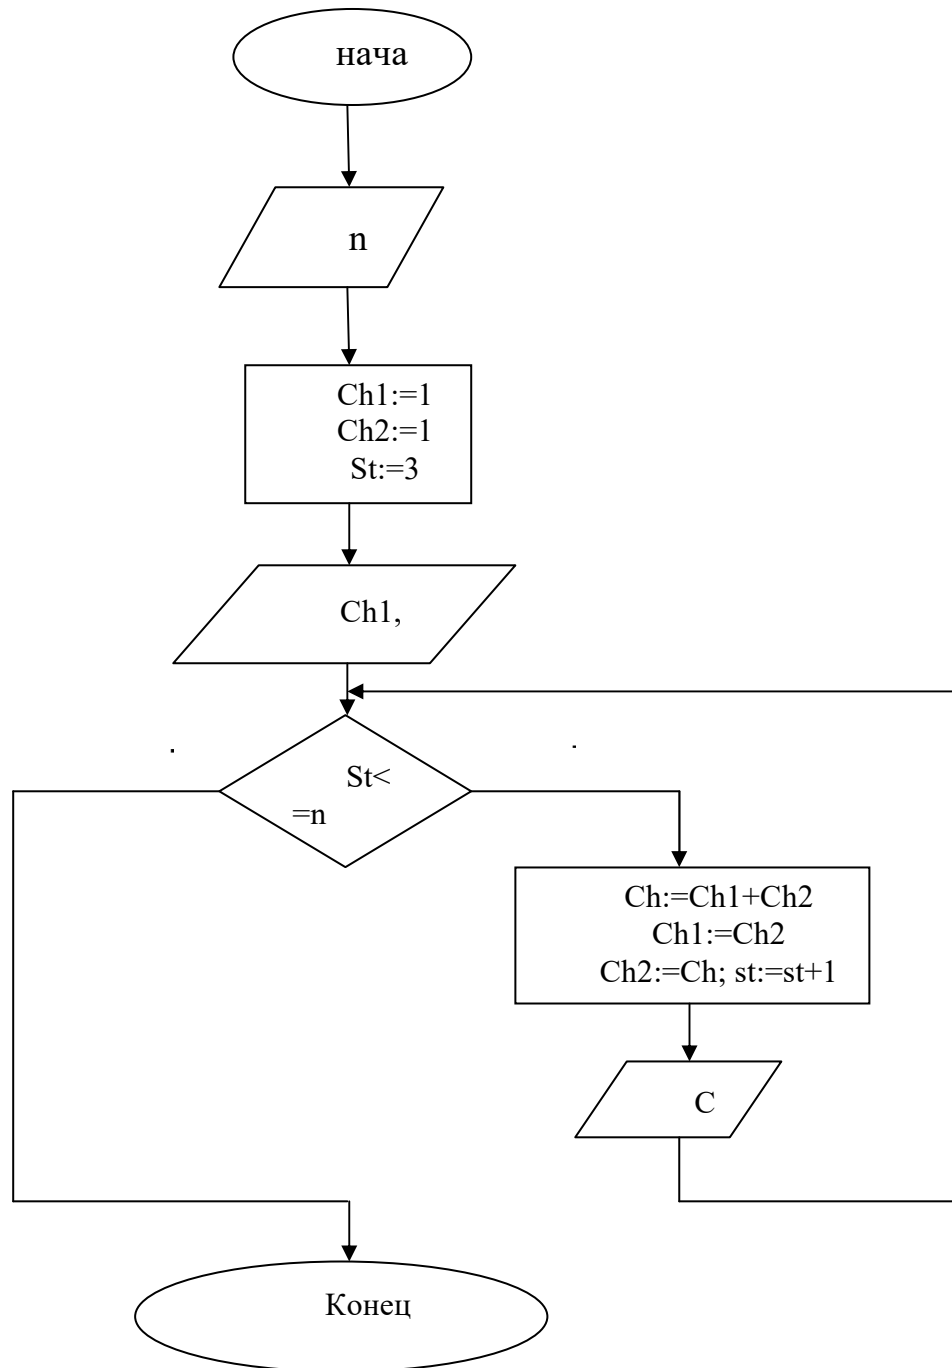 нача
n
Ch1:=1
Ch2:=1
St:=3
Ch1,
St<
=n
Ch:=Ch1+Ch2
Ch1:=Ch2
Ch2:=Ch; st:=st+1
C
Конец